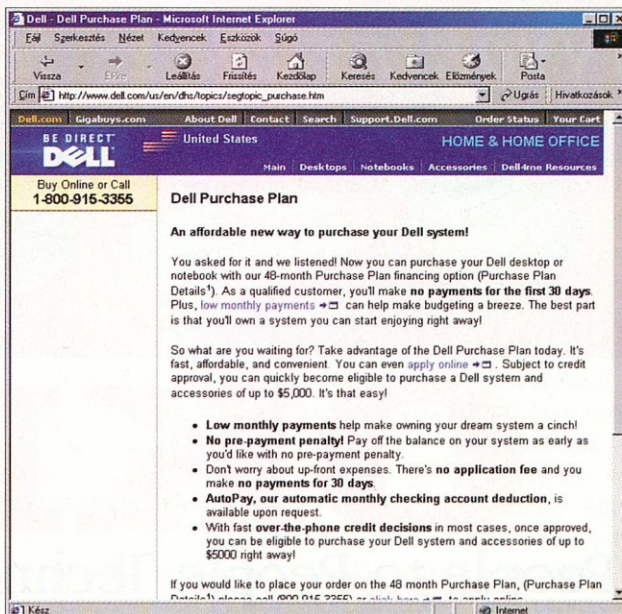 Dell - Dell Purchase Plan - Microsoft Internet Explorer
Fájl Szerkesztés Nézet Kedvencek Eszközök Súgó
Vissza Előre Leállítás Frissítés Kezdőlap Keresés Kedvencek Előzmények Posta
Cím http://www.dell.com/us/en/dhs/topics/segtopic_purchase.htm Ugrás Hivatkozások
Dell.com Gigabuys.com About Dell Contact Search Support.Dell.com Order Status Your Cart
BE DIRECT
DELL
United States
HOME & HOME OFFICE
Main Desktops Notebooks Accessories Dell4me Resources
Buy Online or Call
1-800-915-3355
Dell Purchase Plan
An affordable new way to purchase your Dell system!
You asked for it and we listened! Now you can purchase your Dell desktop or
notebook with our 48-month Purchase Plan financing option (Purchase Plan
Details¹). As a qualified customer, you'll make no payments for the first 30 days.
Plus, low monthly payments can help make budgeting a breeze. The best part
is that you'll own a system you can start enjoying right away!
So what are you waiting for? Take advantage of the Dell Purchase Plan today. It's
fast, affordable, and convenient. You can even apply online . Subject to credit
approval, you can quickly become eligible to purchase a Dell system and
accessories of up to $5,000. It's that easy!
• Low monthly payments help make owning your dream system a cinch!
• No pre-payment penalty! Pay off the balance on your system as early as
you'd like with no pre-payment penalty.
• Don't worry about up-front expenses. There's no application fee and you
make no payments for 30 days.
• AutoPay, our automatic monthly checking account deduction, is
available upon request.
• With fast over-the-phone credit decisions in most cases, once approved,
you can be eligible to purchase your Dell system and accessories of up to
$5000 right away!
If you would like to place your order on the 48 month Purchase Plan, (Purchase Plan
Details¹) please call (800-915-3355) or click here to apply online.
Kész Internet